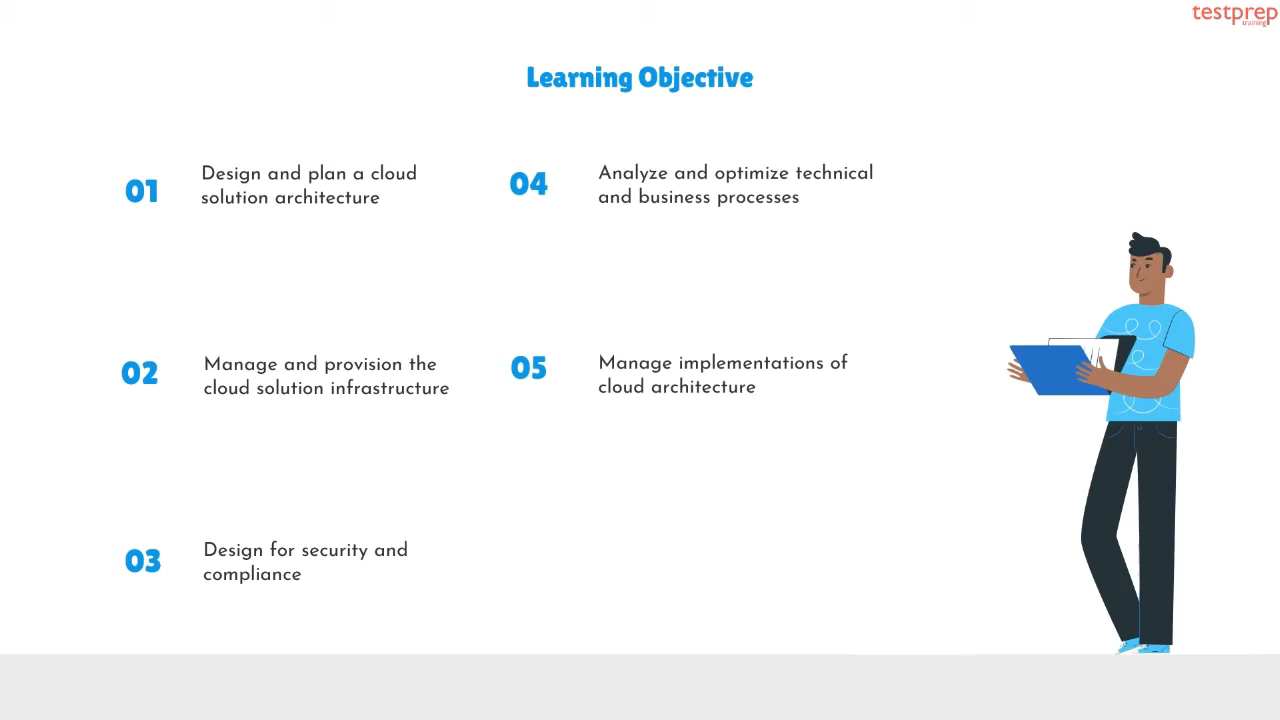 testprep
training
Learning Objective
01
Design and plan a cloud
solution architecture
02
Manage and provision the
cloud solution infrastructure
03
Design for security and
compliance
04
Analyze and optimize technical
and business processes
05
Manage implementations of
cloud architecture